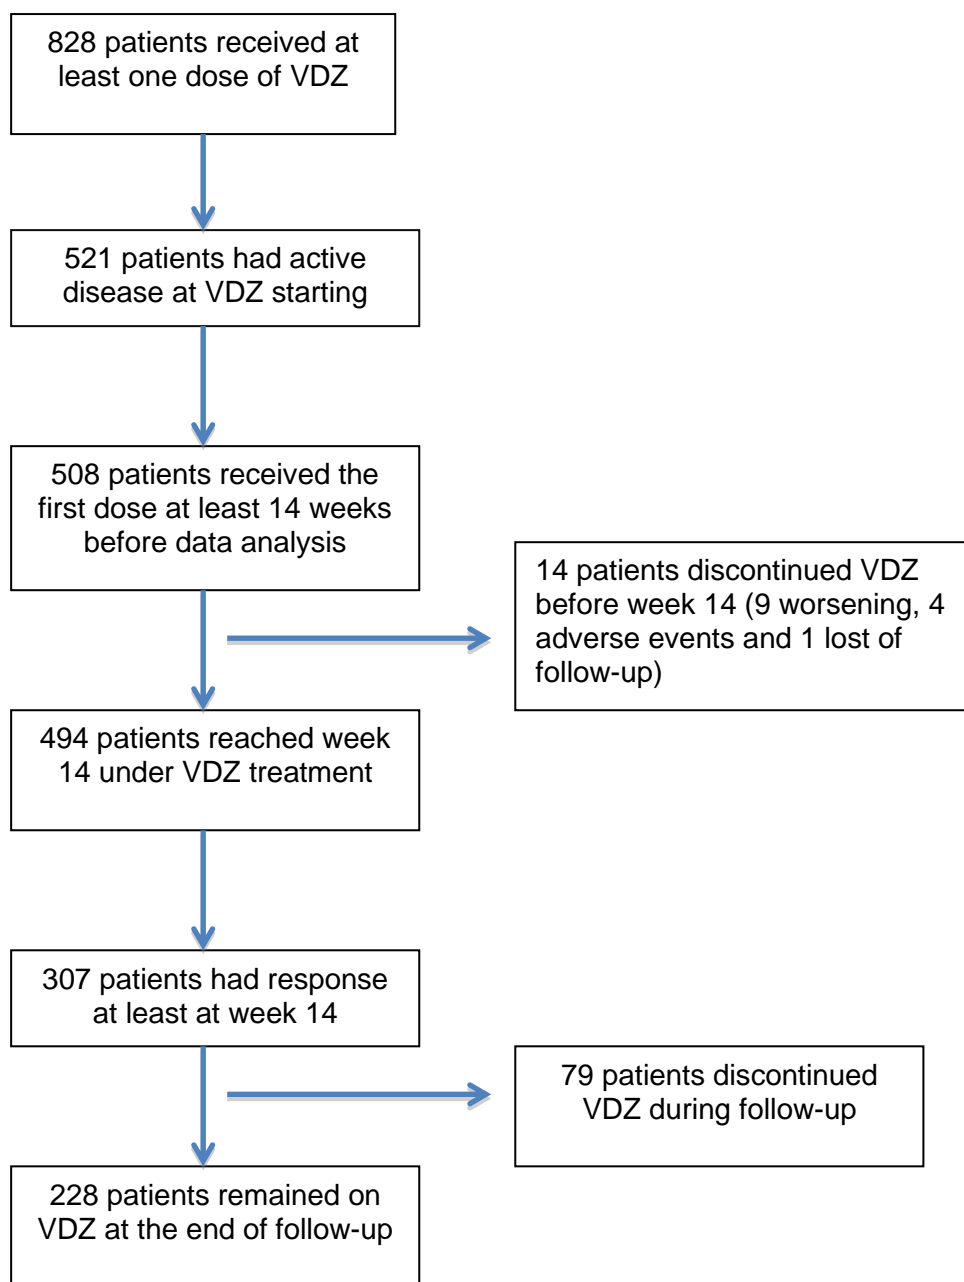 828 patients received at
least one dose of VDZ
521 patients had active
disease at VDZ starting
508 patients received the
first dose at least 14 weeks
before data analysis
14 patients discontinued VDZ
before week 14 (9 worsening, 4
adverse events and 1 lost of
follow-up)
494 patients reached week
14 under VDZ treatment
307 patients had response
at least at week 14
79 patients discontinued
VDZ during follow-up
228 patients remained on
VDZ at the end of follow-up